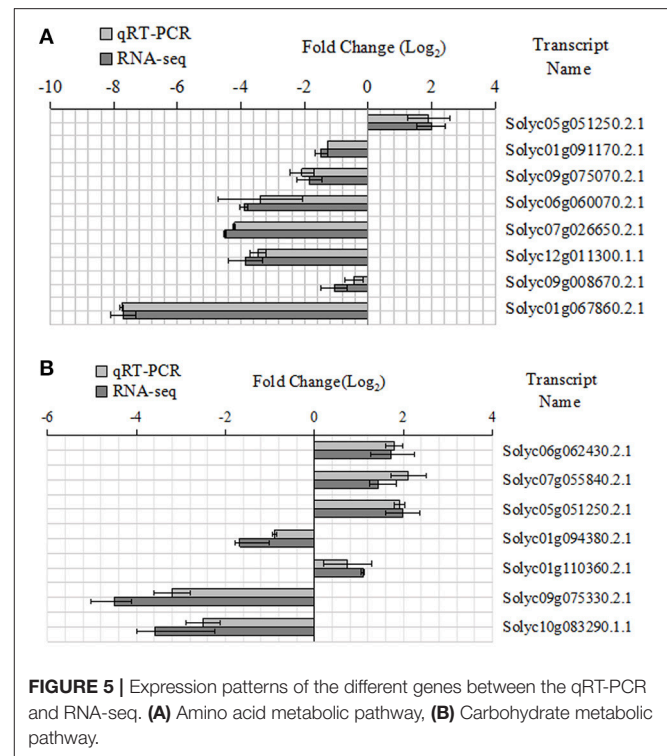 A
qRT-PCR
RNA-seq
Fold Change (Log2)
Transcript
Name
-10 -8 -6 -4 -2 0 2 4
Solyc05g051250.2.1
Solyc01g091170.2.1
Solyc09g075070.2.1
Solyc06g060070.2.1
Solyc07g026650.2.1
Solyc12g011300.1.1
Solyc09g008670.2.1
Solyc01g067860.2.1
B
qRT-PCR
RNA-seq
Fold Change(Log2)
Transcript
Name
-6 -4 -2 0 2 4
Solyc06g062430.2.1
Solyc07g055840.2.1
Solyc05g051250.2.1
Solyc01g094380.2.1
Solyc01g110360.2.1
Solyc09g075330.2.1
Solyc10g083290.1.1
FIGURE 5 | Expression patterns of the different genes between the qRT-PCR
and RNA-seq. (A) Amino acid metabolic pathway, (B) Carbohydrate metabolic
pathway.